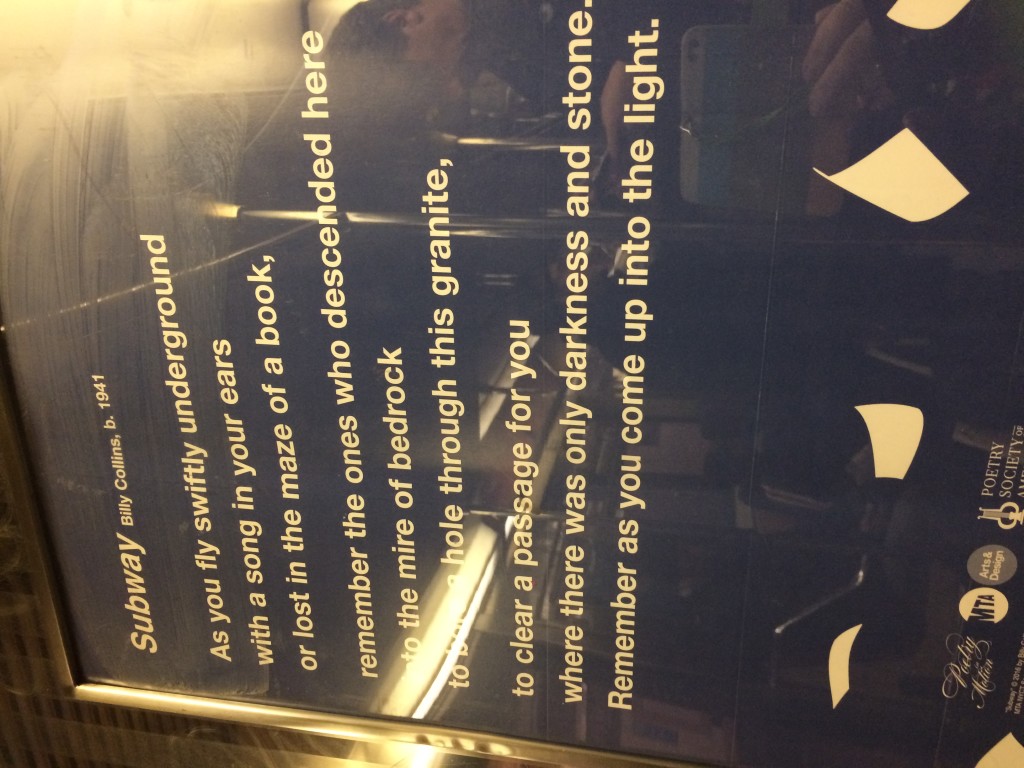 Subway Billy Collins, b. 1941
As you fly swiftly underground
with a song in your ears
or lost in the maze of a book,
remember the ones who descended here
to the mire of bedrock
to a hole through this granite,
to clear a passage for you
where there was only darkness and stone.
Remember as you come up into the light.
Poetry in Motion
MTA
Arts & Design
POETRY
SOCIETY OF